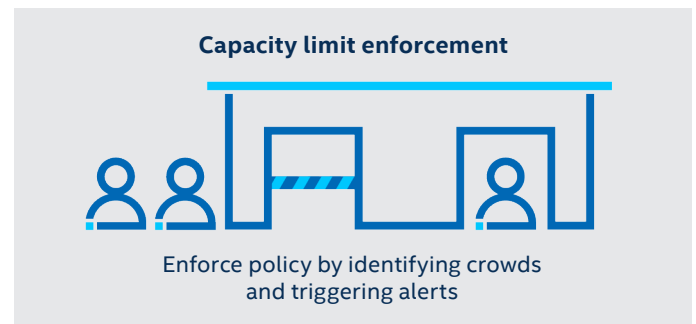 Capacity limit enforcement
Enforce policy by identifying crowds
and triggering alerts